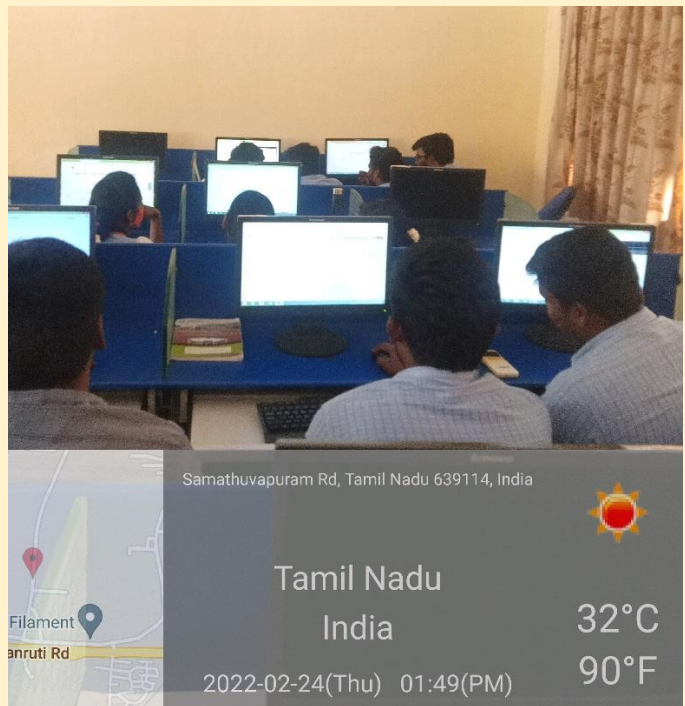 Samathuvapuram Rd, Tamil Nadu 639114, India
Tamil Nadu
India
32°C
90°F
2022-02-24(Thu) 01:49(PM)
Filament
anruti Rd